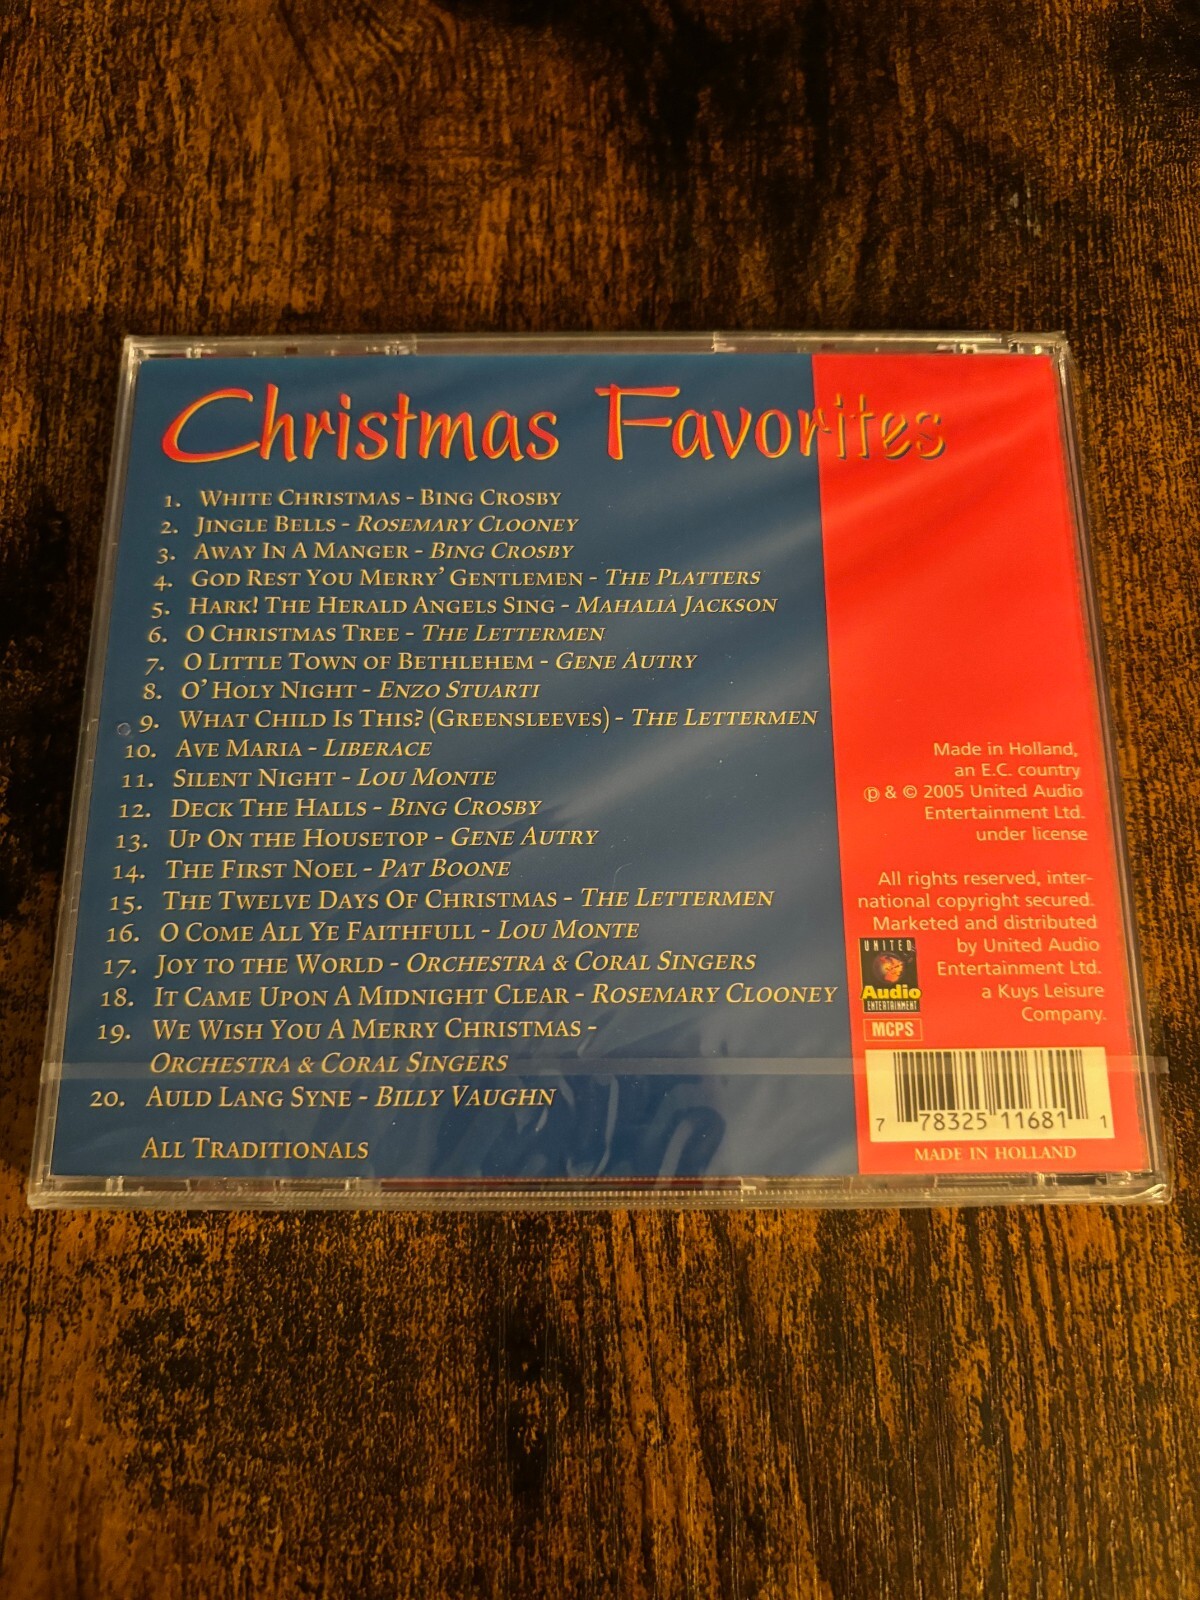 Christmas Favorites
1. White Christmas - Bing Crosby
2. Jingle Bells - Rosemary Clooney
3. Away In A Manger - Bing Crosby
4. God Rest You Merry' Gentlemen - The Platters
5. Hark! The Herald Angels Sing - Mahalia Jackson
6. O Christmas Tree - The Lettermen
7. O Little Town of Bethlehem - Gene Autry
8. O' Holy Night - Enzo Stuarti
9. What Child Is This? (Greensleeves) - The Lettermen
10. Ave Maria - Liberace
11. Silent Night - Lou Monte
12. Deck The Halls - Bing Crosby
13. Up On the Housetop - Gene Autry
14. The First Noel - Pat Boone
15. The Twelve Days Of Christmas - The Lettermen
16. O Come All Ye Faithfull - Lou Monte
17. Joy to the World - Orchestra & Coral Singers
18. It Came Upon A Midnight Clear - Rosemary Clooney
19. We Wish You A Merry Christmas -
Orchestra & Coral Singers
20. Auld Lang Syne - Billy Vaughn
All Traditionals
Made in Holland,
an E.C. country
℗ & © 2005 United Audio
Entertainment Ltd.
under license
All rights reserved, inter-
national copyright secured.
Marketed and distributed
by United Audio
Entertainment Ltd.
a Kuys Leisure
Company.
UNITED
Audio
ENTERTAINMENT
MCPS
7 78325 11681 1
MADE IN HOLLAND